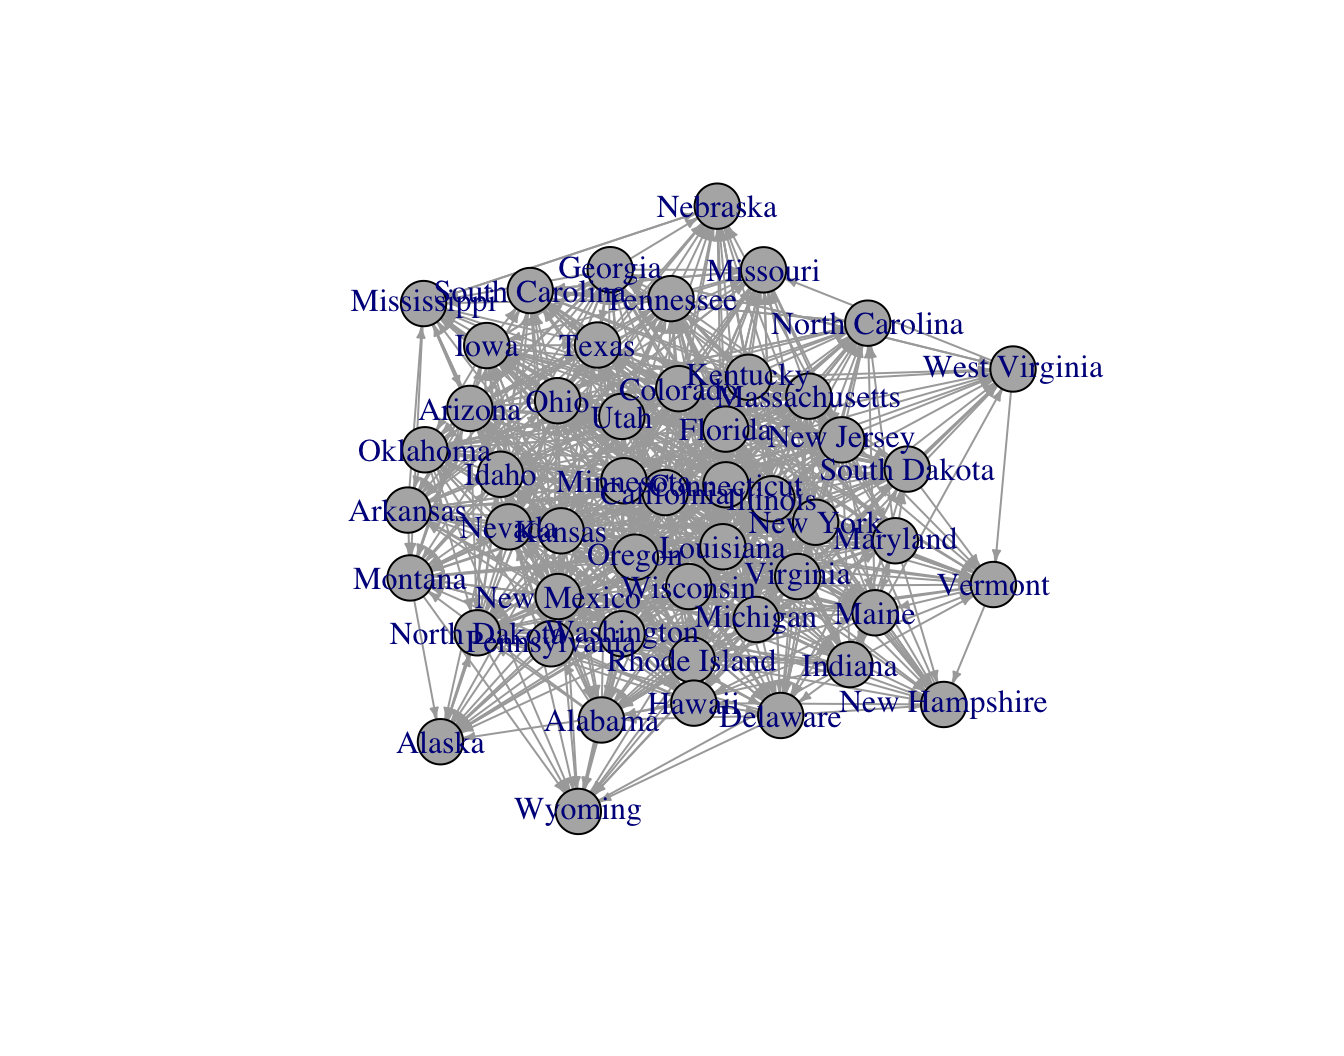 Nebraska
Georgia
Missouri
South Carolina
Mississippi
Tennessee
North Carolina
Iowa
Texas
West Virginia
Kentucky
Colorado
Massachusetts
Ohio
Arizona
Utah
Florida
New Jersey
Oklahoma
South Dakota
Idaho
Minnesota
Connecticut
California
Illinois
Arkansas
New York
Nevada
Kansas
Maryland
Louisiana
Oregon
Virginia
Montana
Vermont
Wisconsin
New Mexico
Maine
Michigan
North Dakota
Washington
Pennsylvania
Rhode Island
Indiana
Hawaii
New Hampshire
Delaware
Alabama
Alaska
Wyoming